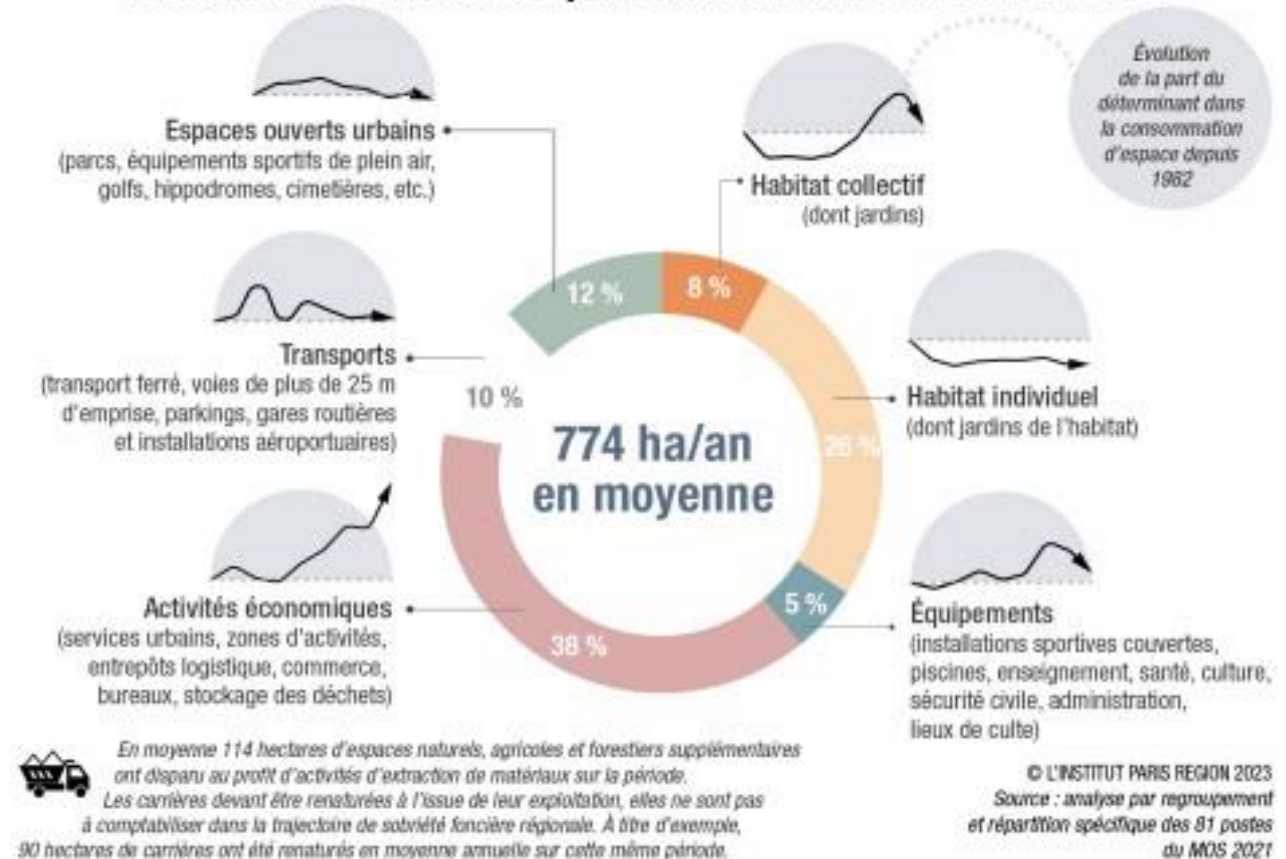 Évolution
de la part du
déterminant dans
la consommation
d'espace depuis
1982
Espaces ouverts urbains
(parcs, équipements sportifs de plein air,
golfs, hippodromes, cimetières, etc.)
Habitat collectif
(dont jardins)
12 %
8 %
Transports
(transport ferré, voies de plus de 25 m
d'emprise, parkings, gares routières
et installations aéroportuaires)
10 %
Habitat individuel
(dont jardins de l'habitat)
26 %
774 ha/an
en moyenne
Activités économiques
(services urbains, zones d'activités,
entrepôts logistique, commerce,
bureaux, stockage des déchets)
38 %
5 %
Équipements
(installations sportives couvertes,
piscines, enseignement, santé, culture,
sécurité civile, administration,
lieux de culte)
En moyenne 114 hectares d'espaces naturels, agricoles et forestiers supplémentaires
ont disparu au profit d'activités d'extraction de matériaux sur la période.
Les carrières devant être renaturées à l'issue de leur exploitation, elles ne sont pas
à comptabiliser dans la trajectoire de sobriété foncière régionale. À titre d'exemple,
90 hectares de carrières ont été renaturés en moyenne annuelle sur cette même période.
© L'INSTITUT PARIS REGION 2023
Source : analyse par regroupement
et répartition spécifique des 81 postes
du MOS 2021